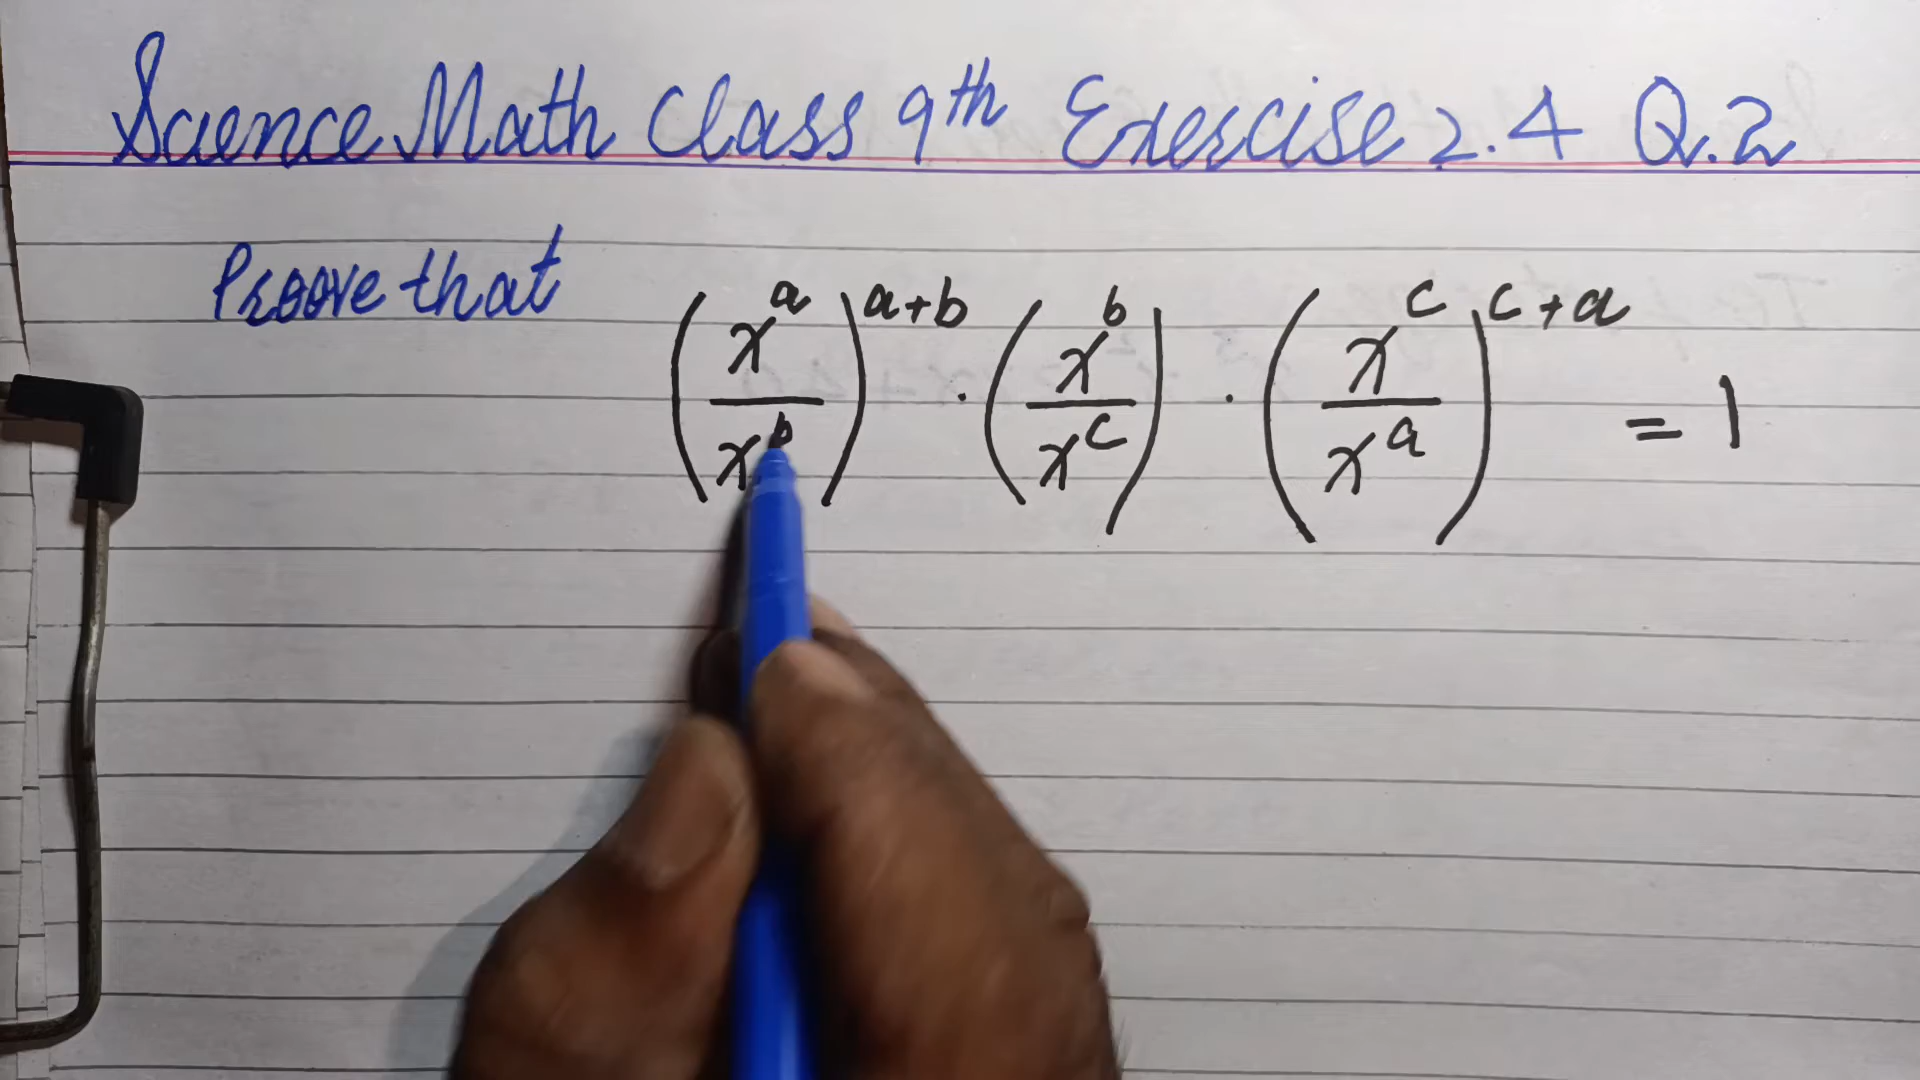 Science Math Class 9th Exercise 2.4 Q.2
Proove that (x^a/x^b)^a+b . (x^b/x^c) . (x^c/x^a)^c+a = 1